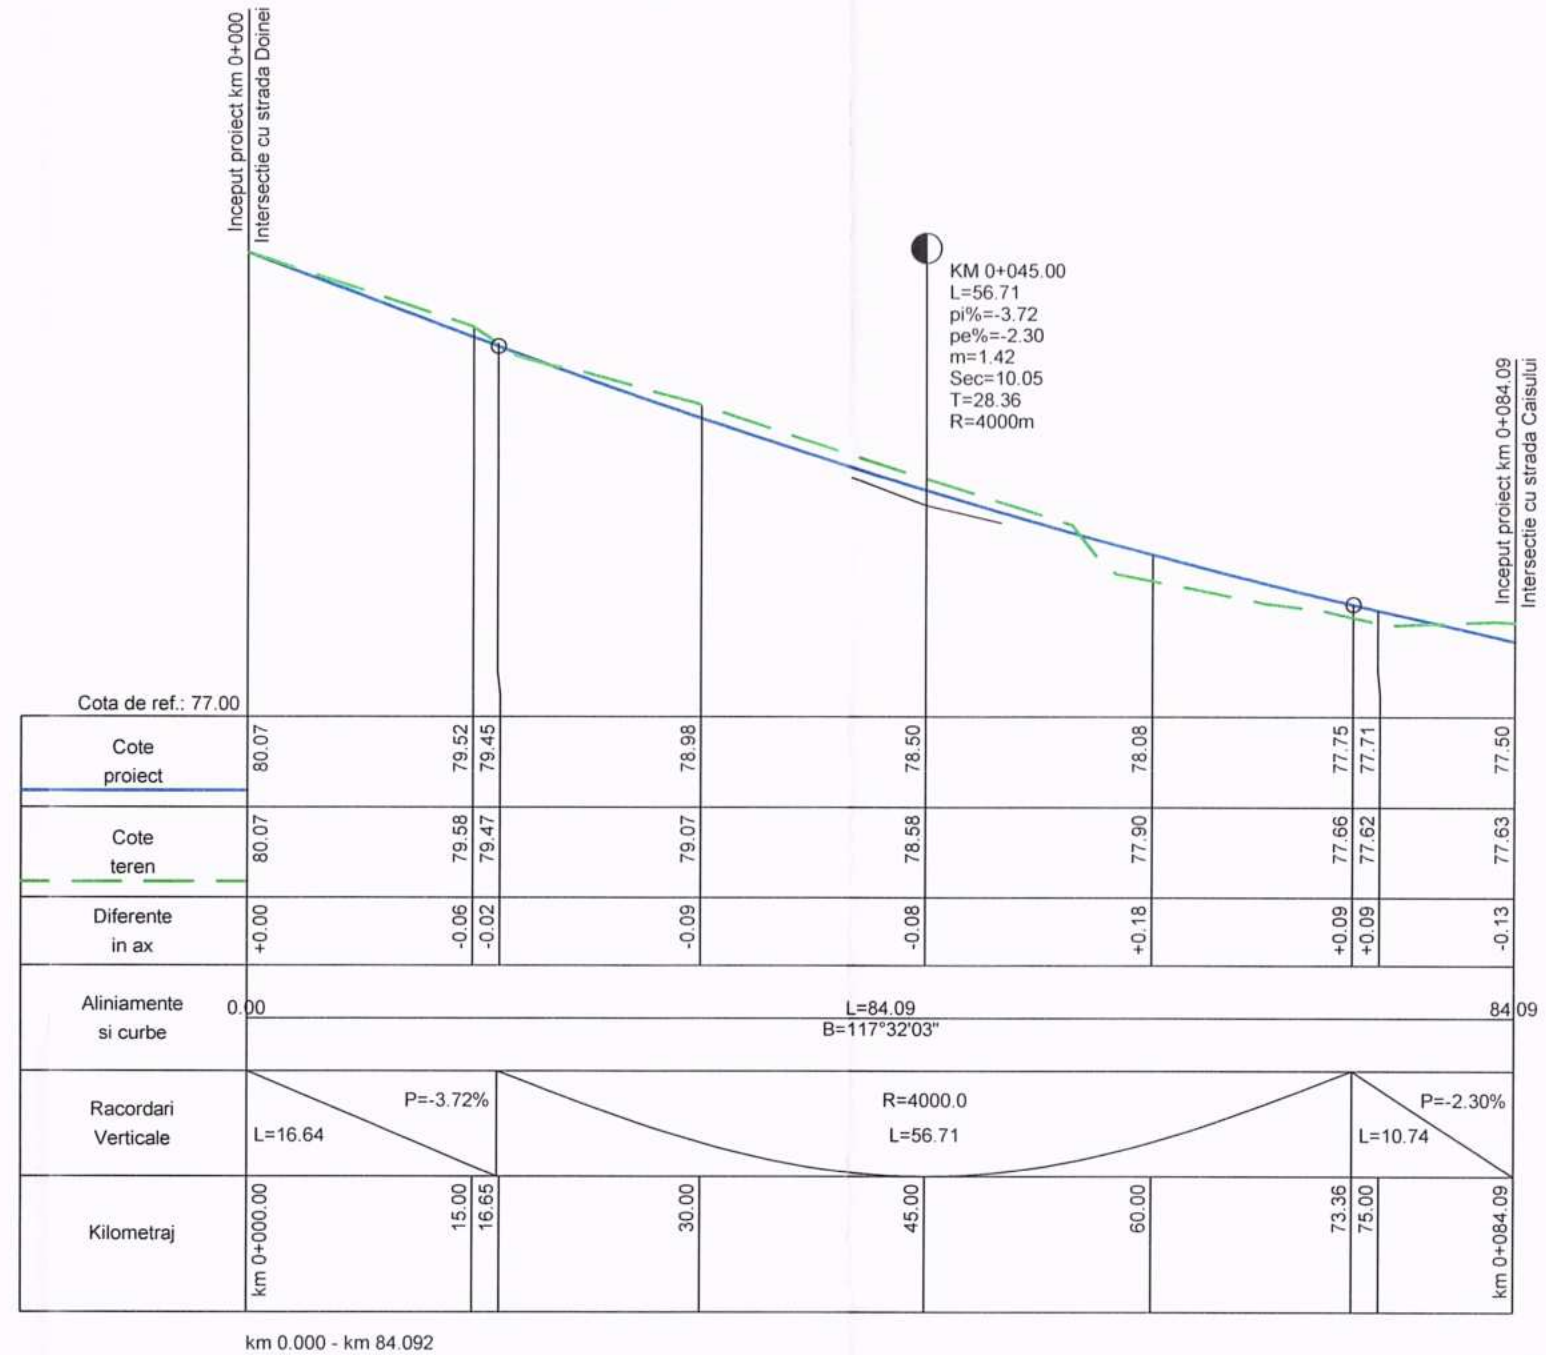 Inceput proiect km 0+000
Intersectie cu strada Doinei
KM 0+045.00
L=56.71
pi%=-3.72
pe%=-2.30
m=1.42
Sec=10.05
T=28.36
R=4000m
Inceput proiect km 0+084.09
Intersectie cu strada Caisului
Cota de ref.: 77.00
Cote
proiect
80.07 79.52 79.45 78.98 78.50 78.08 77.75 77.71 77.50
Cote
teren
80.07 79.58 79.47 79.07 78.58 77.90 77.66 77.62 77.63
Diferente
in ax
+0.00 -0.06 -0.02 -0.09 -0.08 +0.18 +0.09 +0.09 -0.13
Aliniamente
si curbe
0.00 L=84.09 84.09
B=117°32'03"
Racordari
Verticale
P=-3.72% R=4000.0 P=-2.30%
L=16.64 L=56.71 L=10.74
Kilometraj
km 0+000.00 15.00 16.65 30.00 45.00 60.00 73.36 75.00 km 0+084.09
km 0.000 - km 84.092